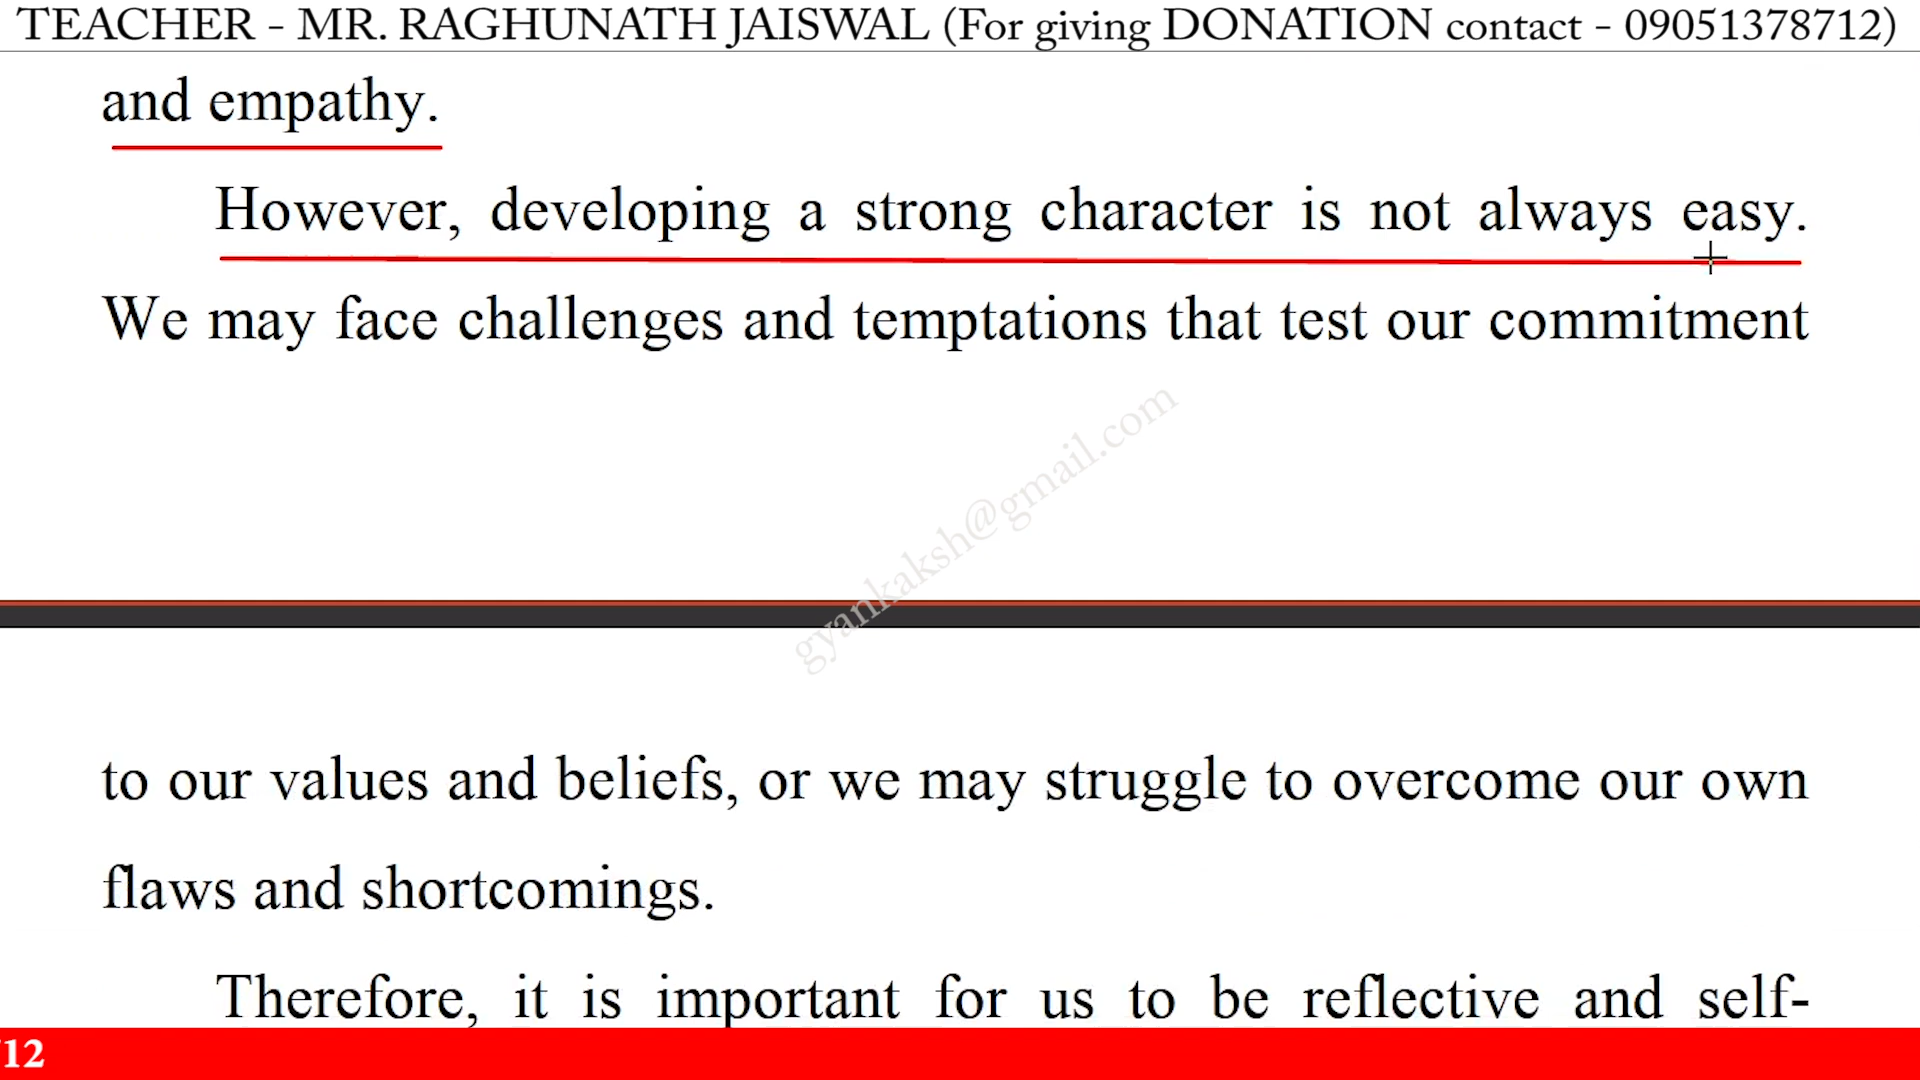 TEACHER - MR. RAGHUNATH JAISWAL (For giving DONATION contact - 09051378712)
and empathy.
However, developing a strong character is not always easy.
We may face challenges and temptations that test our commitment
gyankaksh@gmail.com
to our values and beliefs, or we may struggle to overcome our own
flaws and shortcomings.
Therefore, it is important for us to be reflective and self-
12